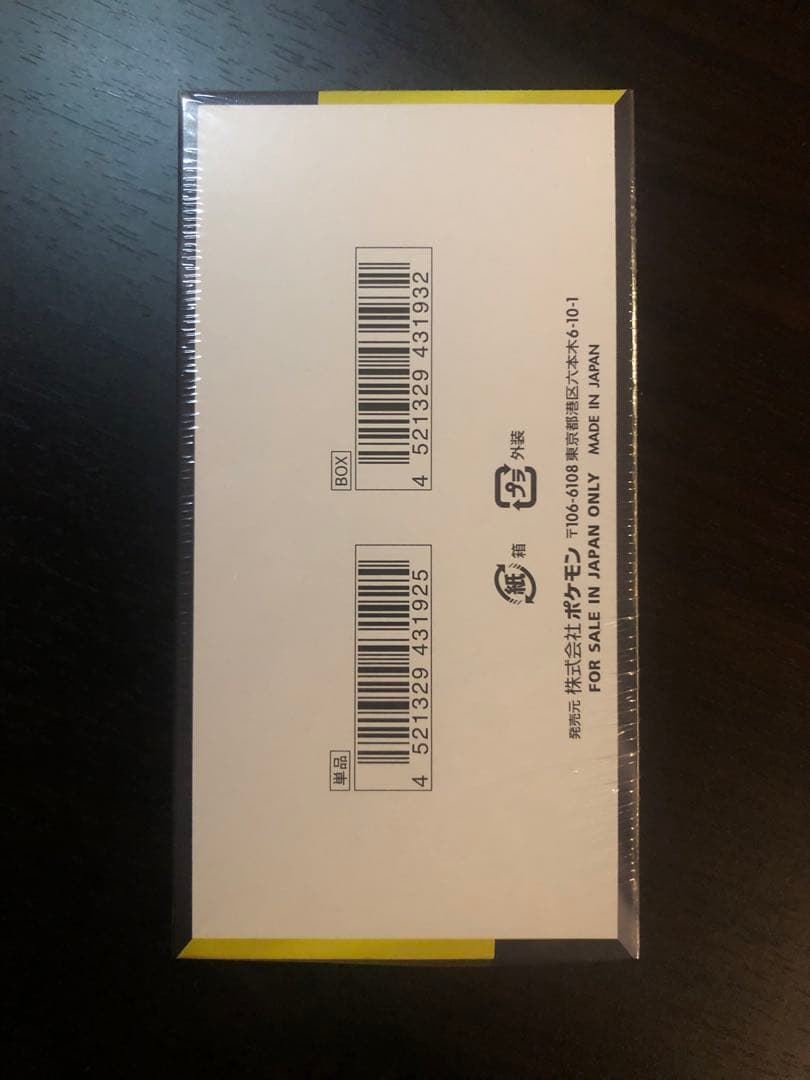 単品
4 521329 431925
BOX
4 521329 431932
紙 箱
プラ 外装
発売元 株式会社ポケモン 〒106-6108 東京都港区六本木6-10-1
FOR SALE IN JAPAN ONLY MADE IN JAPAN